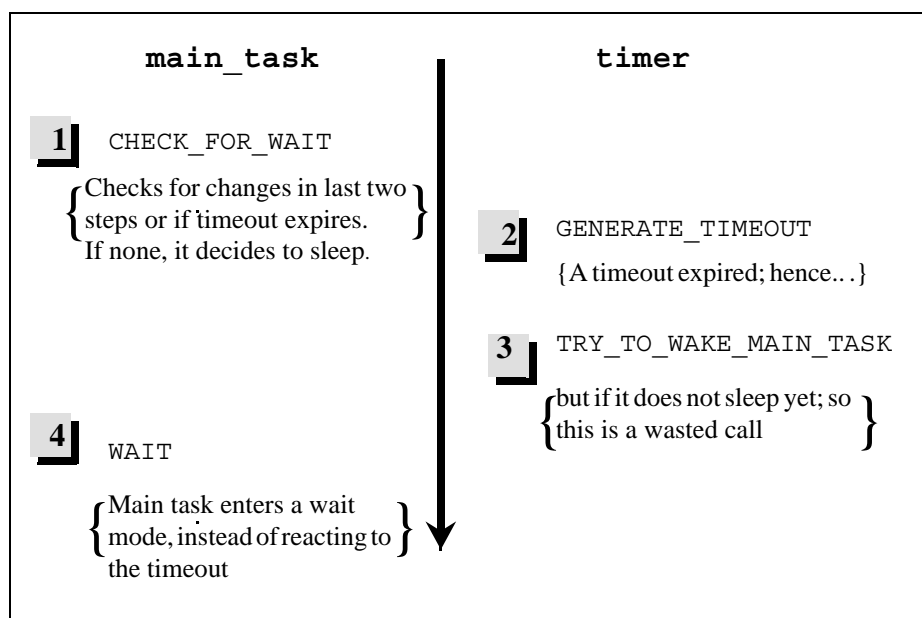 main_task
timer
1 CHECK_FOR_WAIT
{Checks for changes in last two
steps or if timeout expires.}
If none, it decides to sleep.
2 GENERATE_TIMEOUT
{A timeout expired; hence...}
3 TRY_TO_WAKE_MAIN_TASK
{but if it does not sleep yet; so
this is a wasted call}
4 WAIT
{Main task enters a wait
mode, instead of reacting to}
the timeout